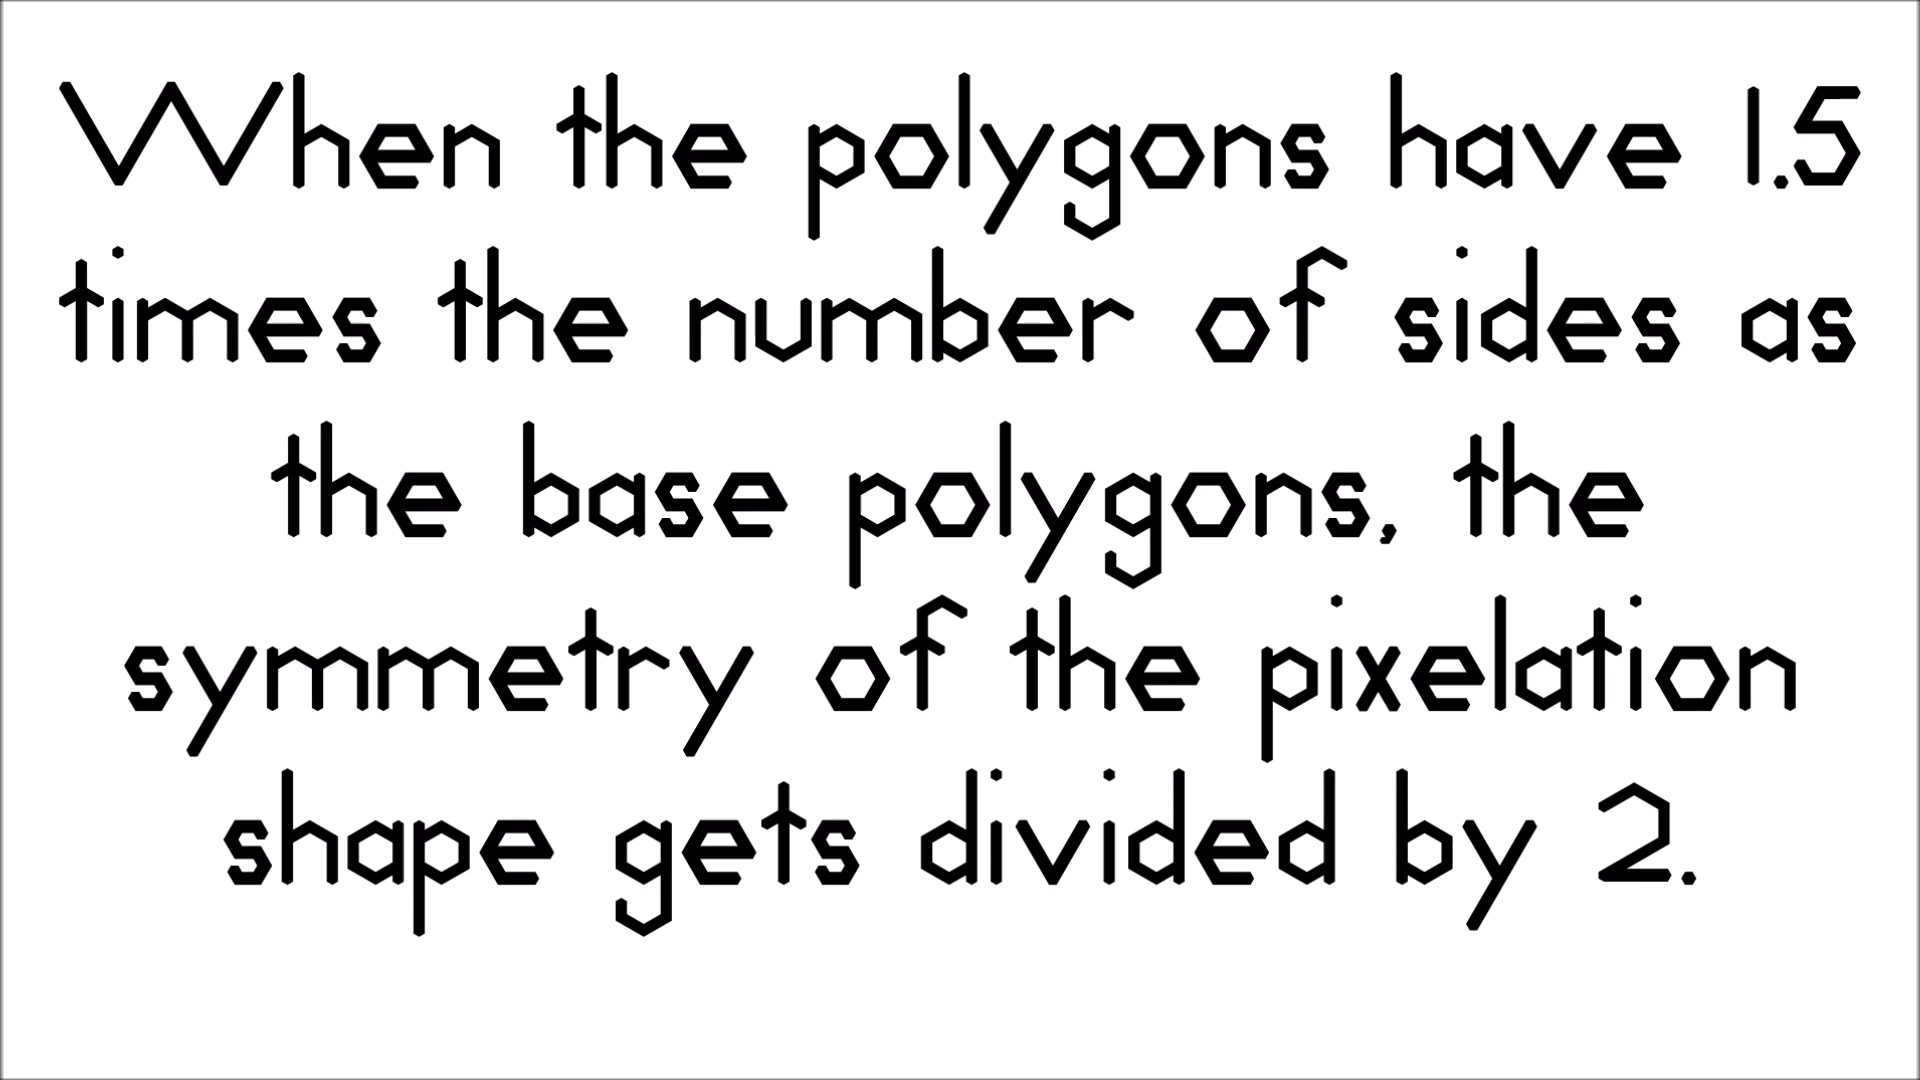 When the polygons have 1.5
times the number of sides as
the base polygons, the
symmetry of the pixelation
shape gets divided by 2.